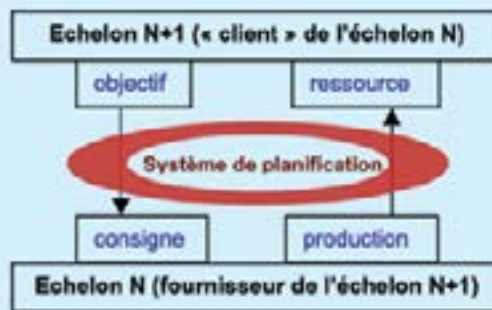 Echelon N+1 (« client » de l'échelon N)
objectif ressource
Système de planification
consigne production
Echelon N (fournisseur de l'échelon N+1)